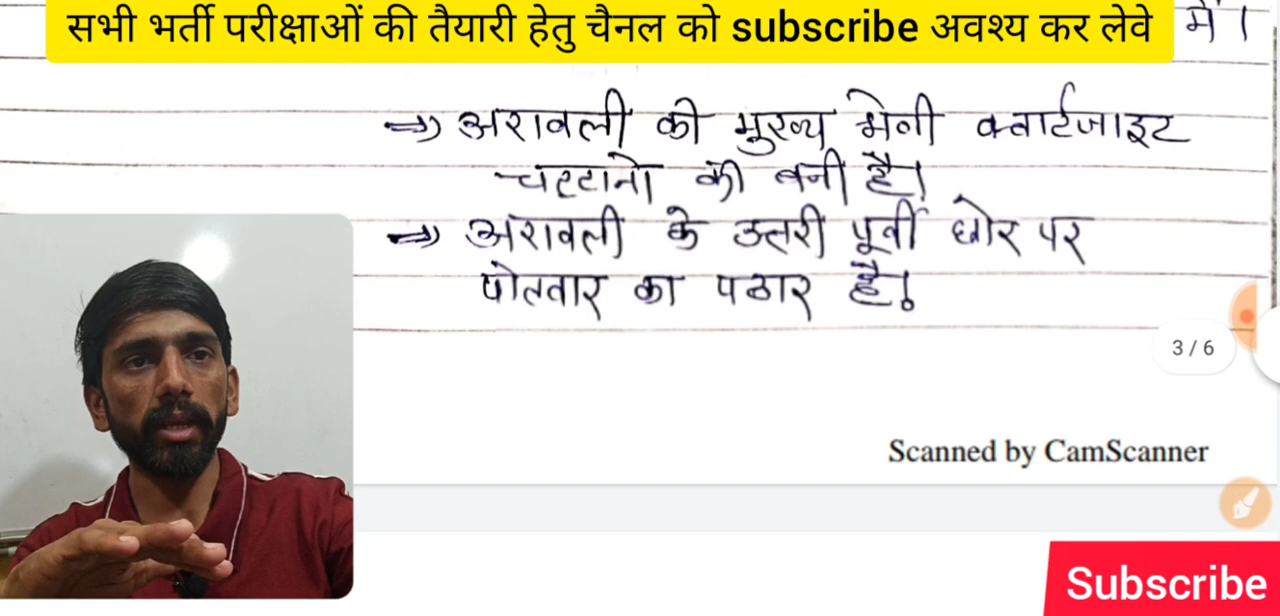 सभी भर्ती परीक्षाओं की तैयारी हेतु चैनल को subscribe अवश्य कर लेवे
में।
→ अरावली की मुख्य श्रेणी क्वार्टजाइट
चट्टानो की बनी है।
→ अरावली के उत्तरी पूर्वी छोर पर
पोतवार का पठार है।
3 / 6
Scanned by CamScanner
Subscribe